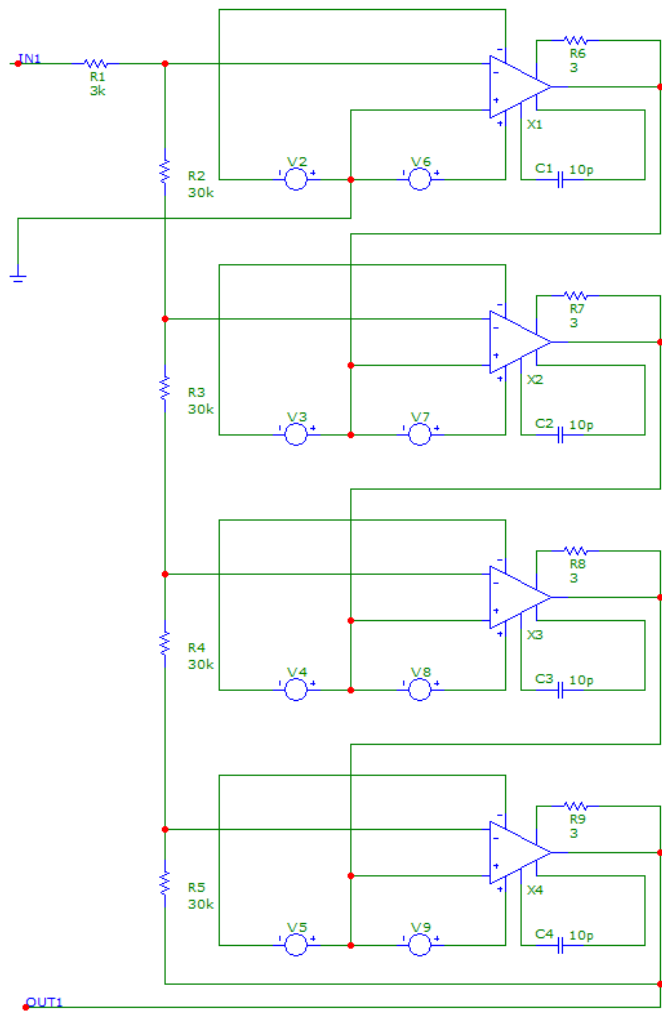 IN1
R1
3k
R6
3
X1
V2
V6
C1 10p
R2
30k
R7
3
X2
R3
30k
V3
V7
C2 10p
R8
3
X3
R4
30k
V4
V8
C3 10p
R9
3
X4
R5
30k
V5
V9
C4 10p
OUT1